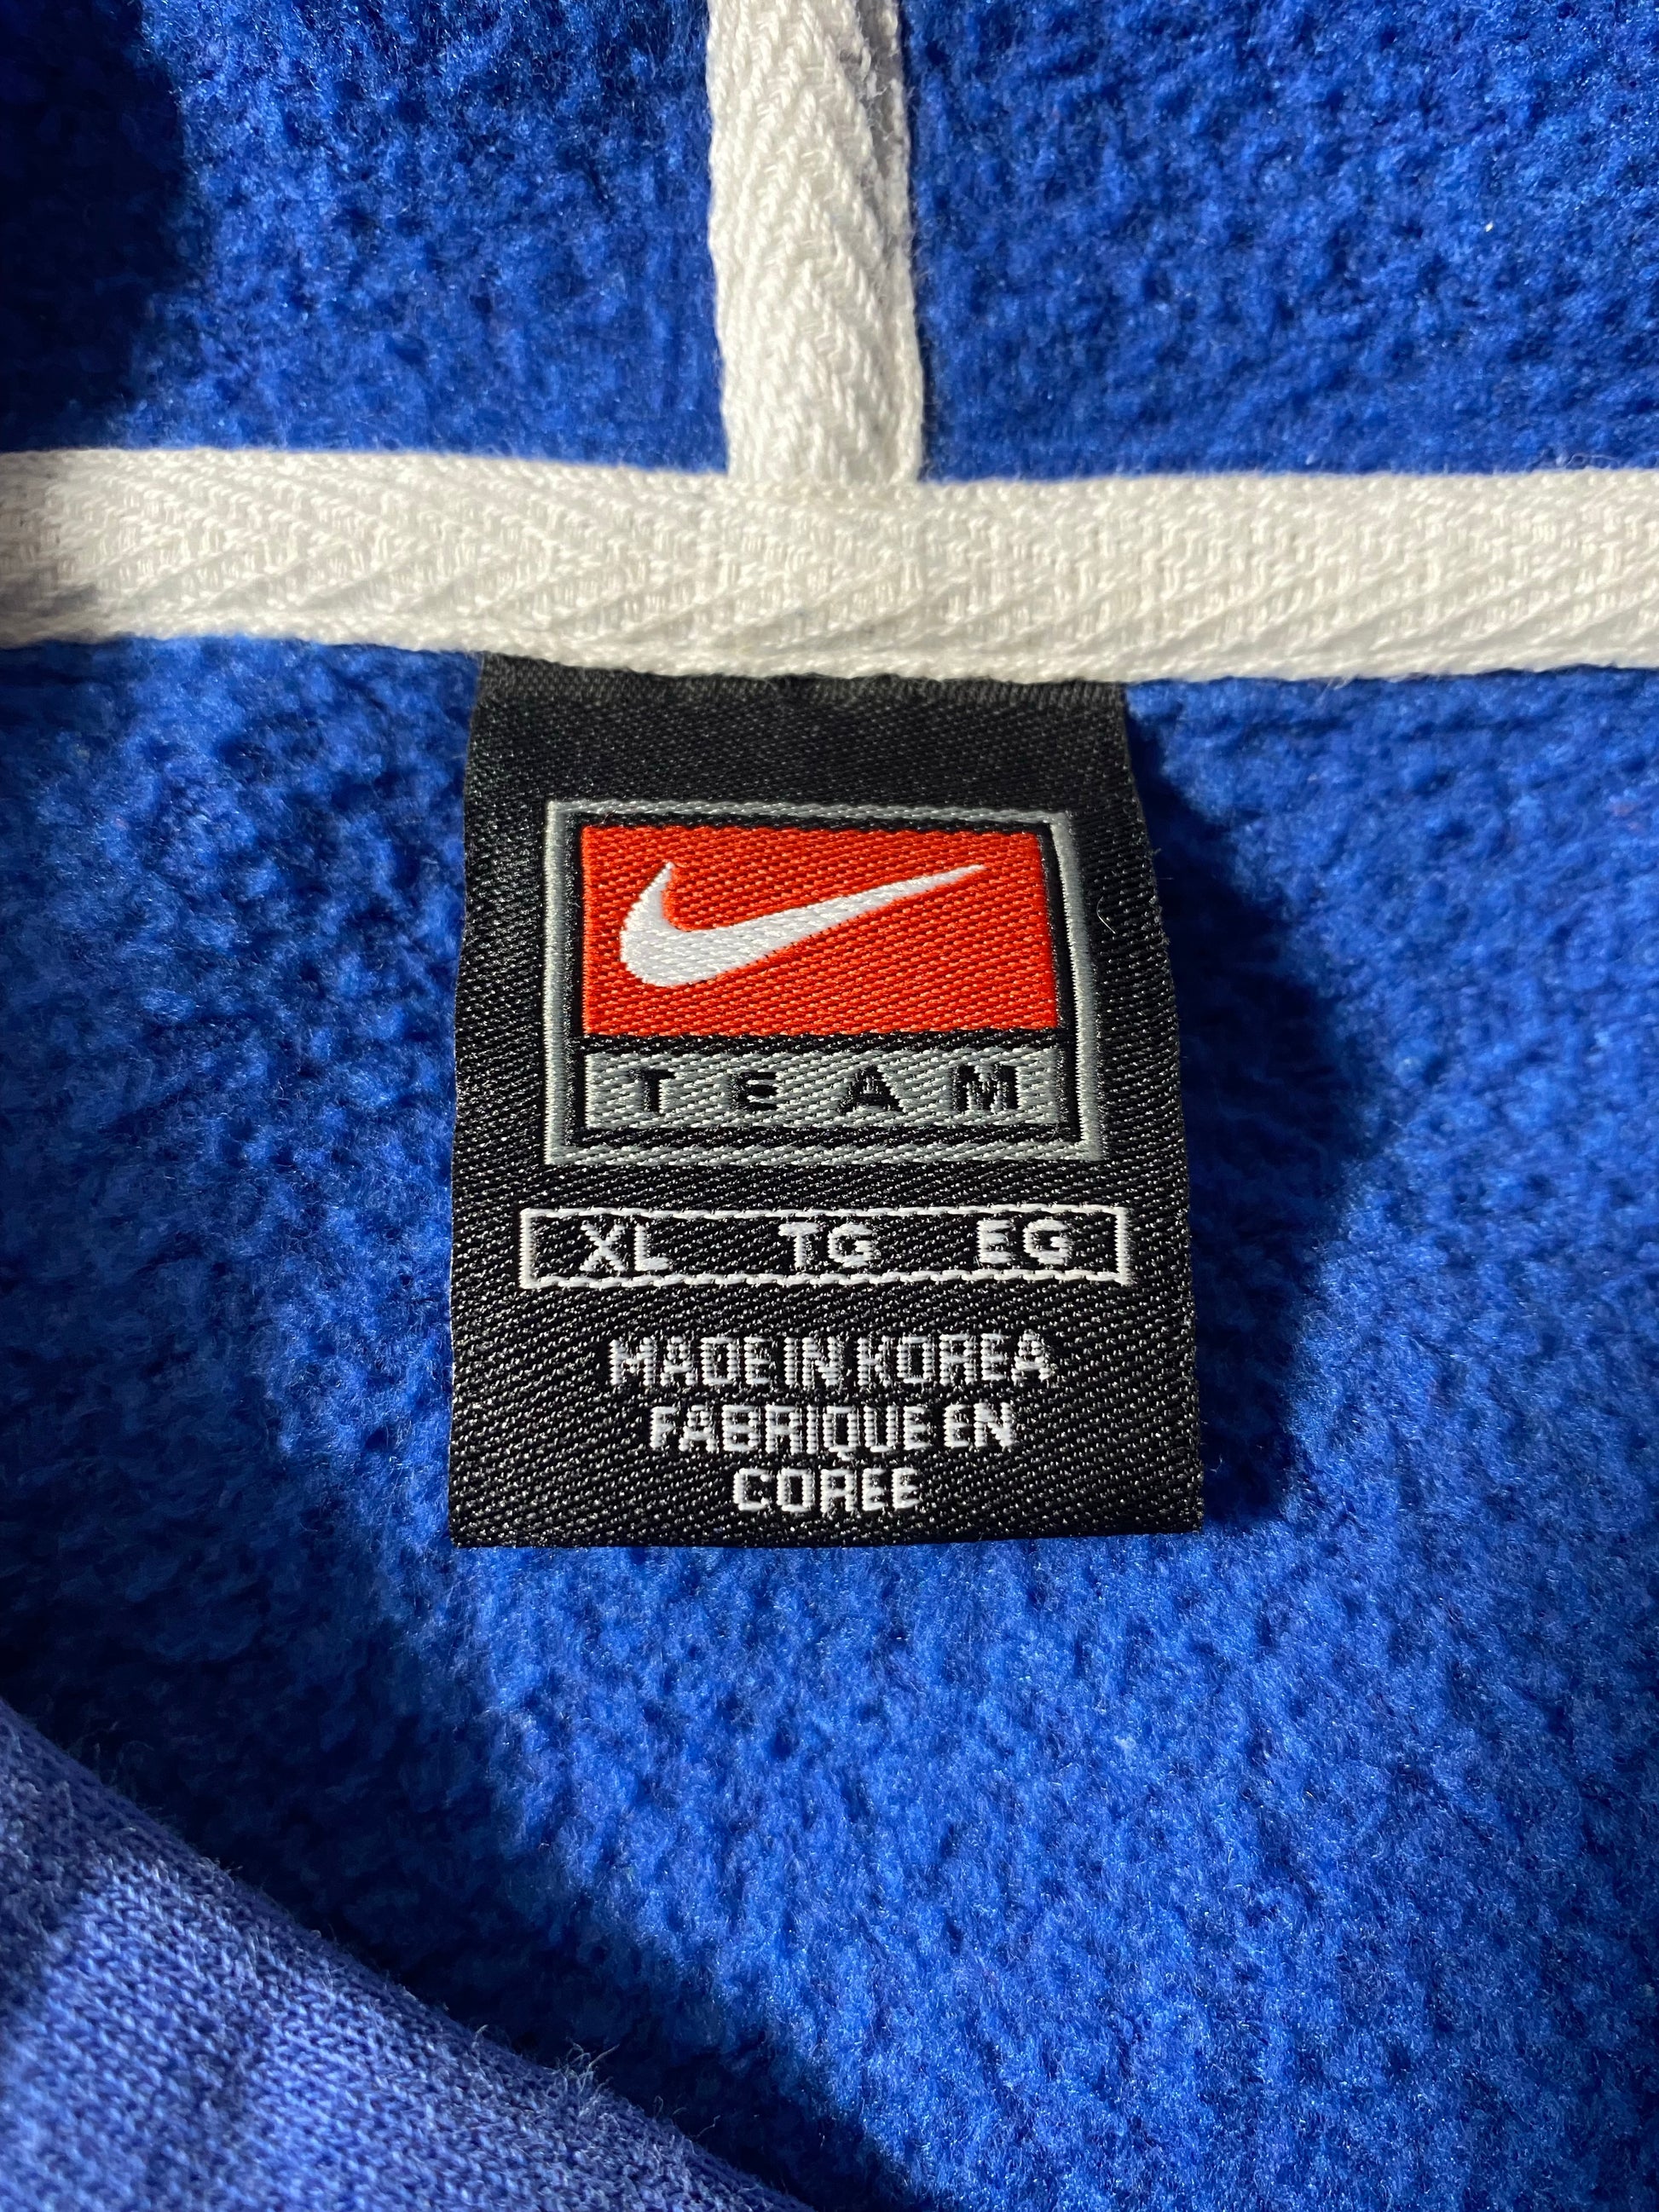 TEAM
XL TG EG
MADE IN KOREA
FABRIQUE EN
COREE